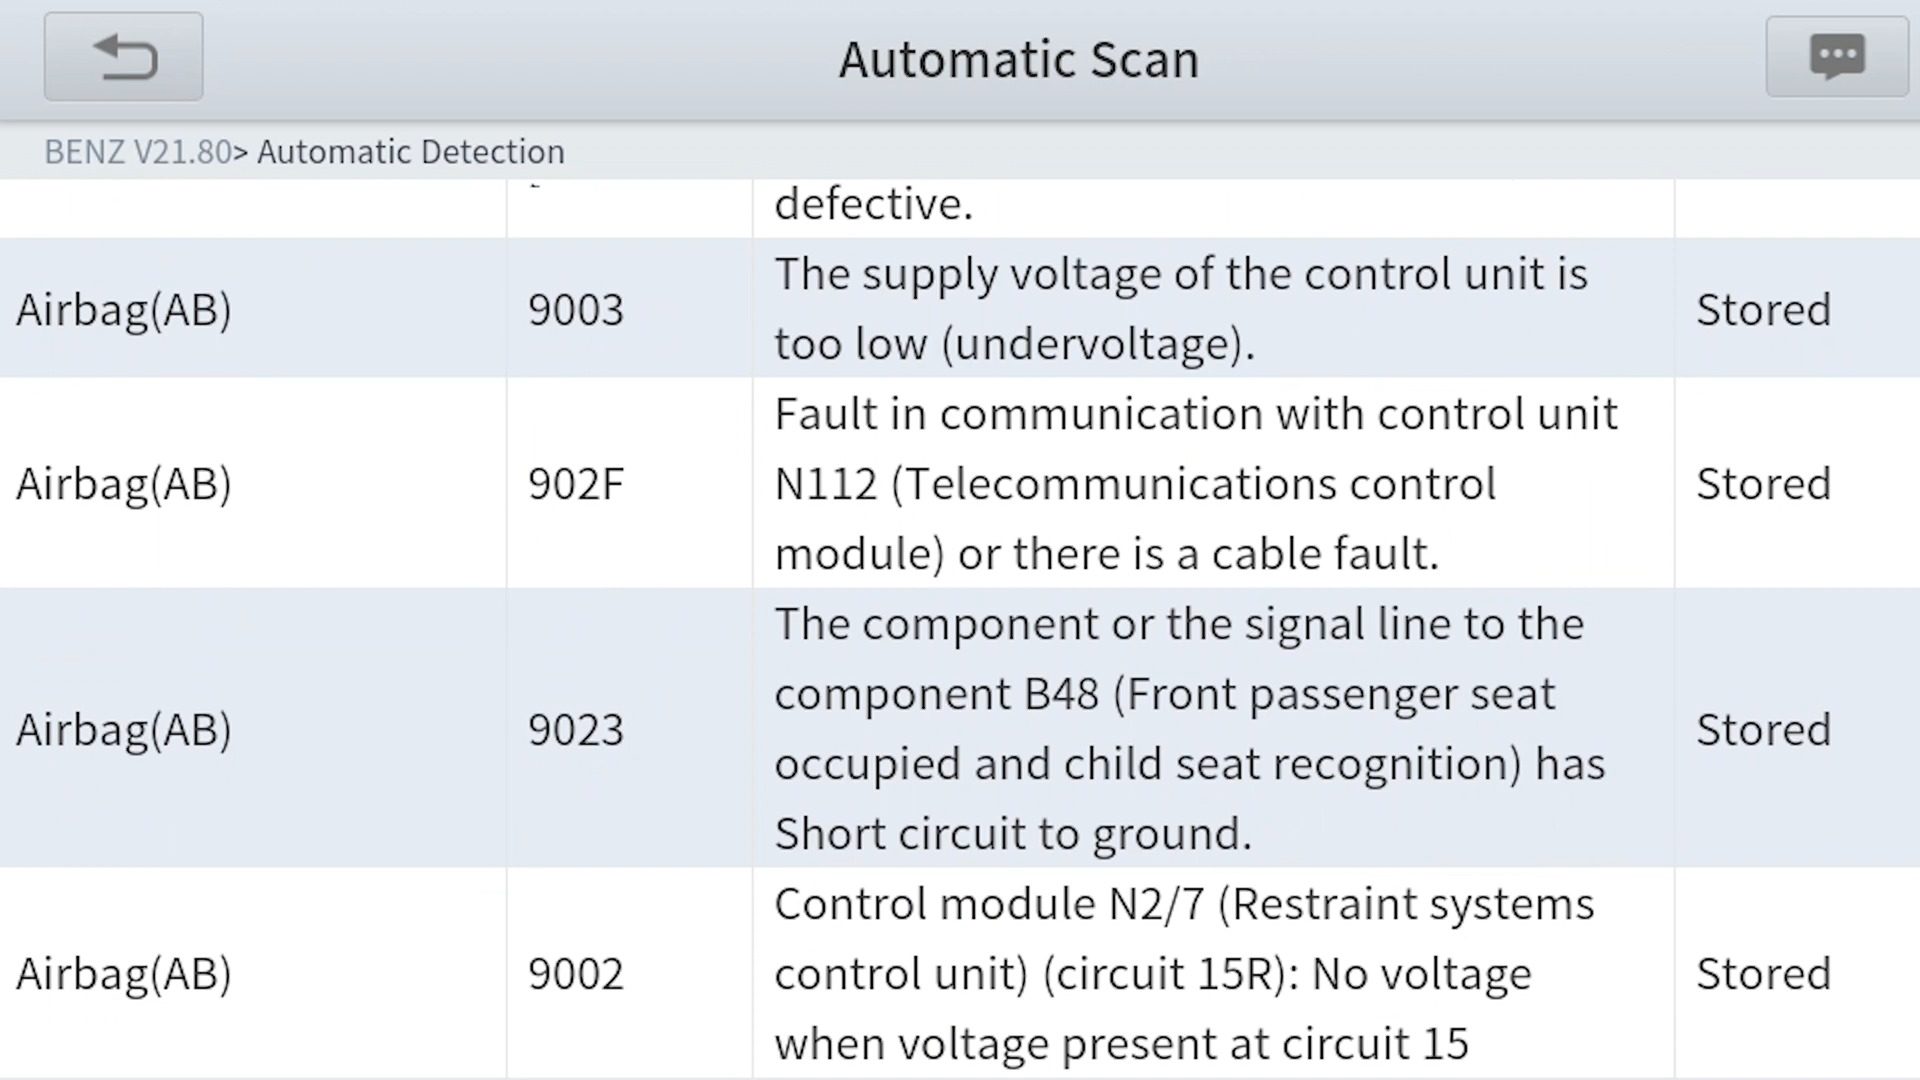 Automatic Scan
BENZ V21.80> Automatic Detection
defective.
Airbag(AB)
9003
The supply voltage of the control unit is
too low (undervoltage).
Stored
Airbag(AB)
902F
Fault in communication with control unit
N112 (Telecommunications control
module) or there is a cable fault.
Stored
Airbag(AB)
9023
The component or the signal line to the
component B48 (Front passenger seat
occupied and child seat recognition) has
Short circuit to ground.
Stored
Airbag(AB)
9002
Control module N2/7 (Restraint systems
control unit) (circuit 15R): No voltage
when voltage present at circuit 15
Stored